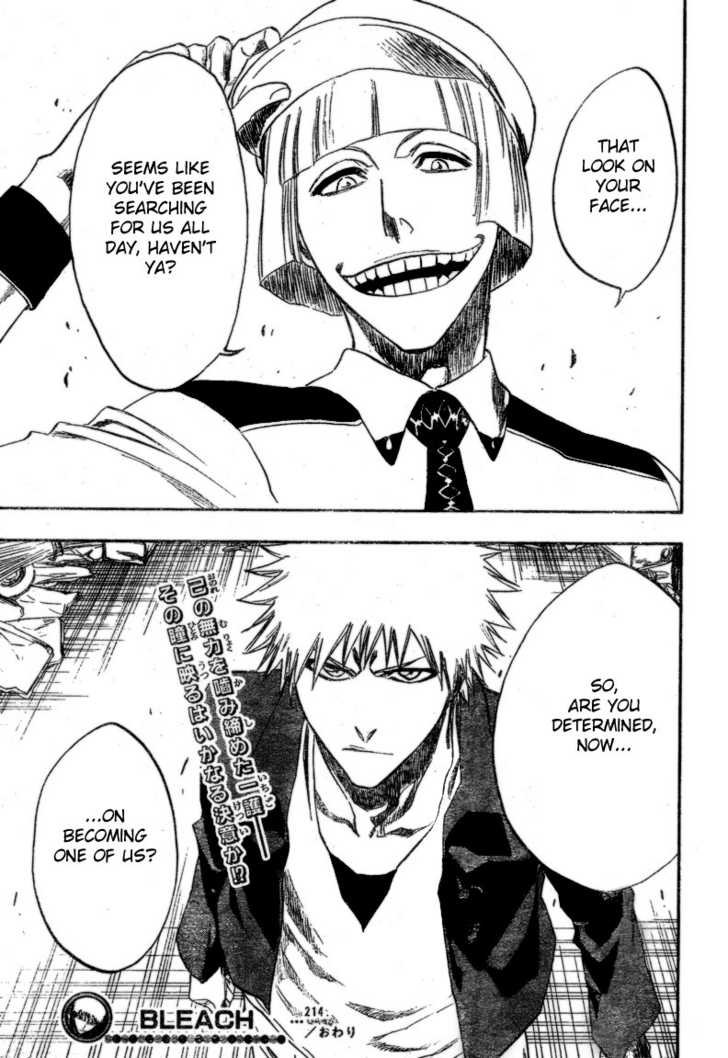 THAT
LOOK ON
YOUR
FACE...
SEEMS LIKE
YOU'VE BEEN
SEARCHING
FOR US ALL
DAY, HAVEN'T
YA?
SO,
ARE YOU
DETERMINED,
NOW...
己の無力を噛み締めた一護――
その瞳に映るはいかなる決意か!?
...ON
BECOMING
ONE OF US?
BLEACH
214
/おわり